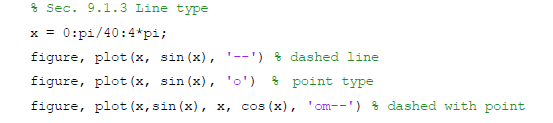 % Sec. 9.1.3 Line type
x = 0:pi/40:4*pi;
figure, plot(x, sin(x), '--') % dashed line
figure, plot(x, sin(x), 'o') %  point type
figure, plot(x,sin(x), x, cos(x), 'om--') % dashed with point